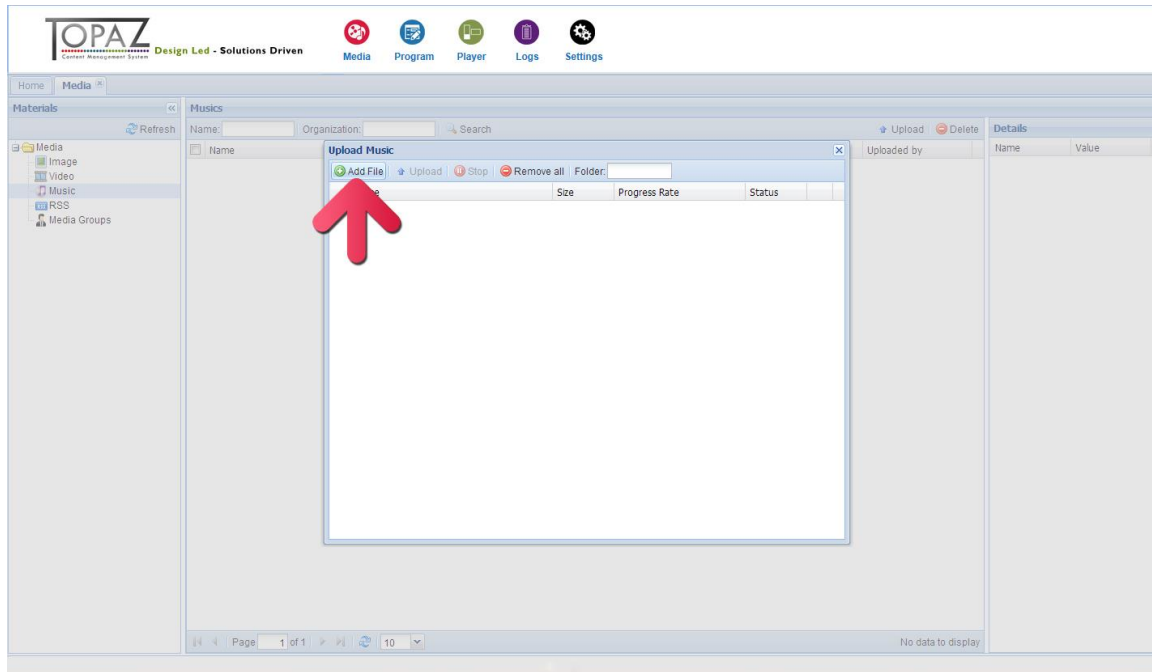 TOPAZ
Content Management System
Design Led - Solutions Driven
Media Program Player Logs Settings
Home Media
Materials
Refresh
Media
Image
Video
Music
RSS
Media Groups
Musics
Name: Organization: Search Upload Delete
Name Uploaded by
Upload Music
Add File Upload Stop Remove all Folder:
Size Progress Rate Status
Details
Name Value
Page 1 of 1 10 No data to display